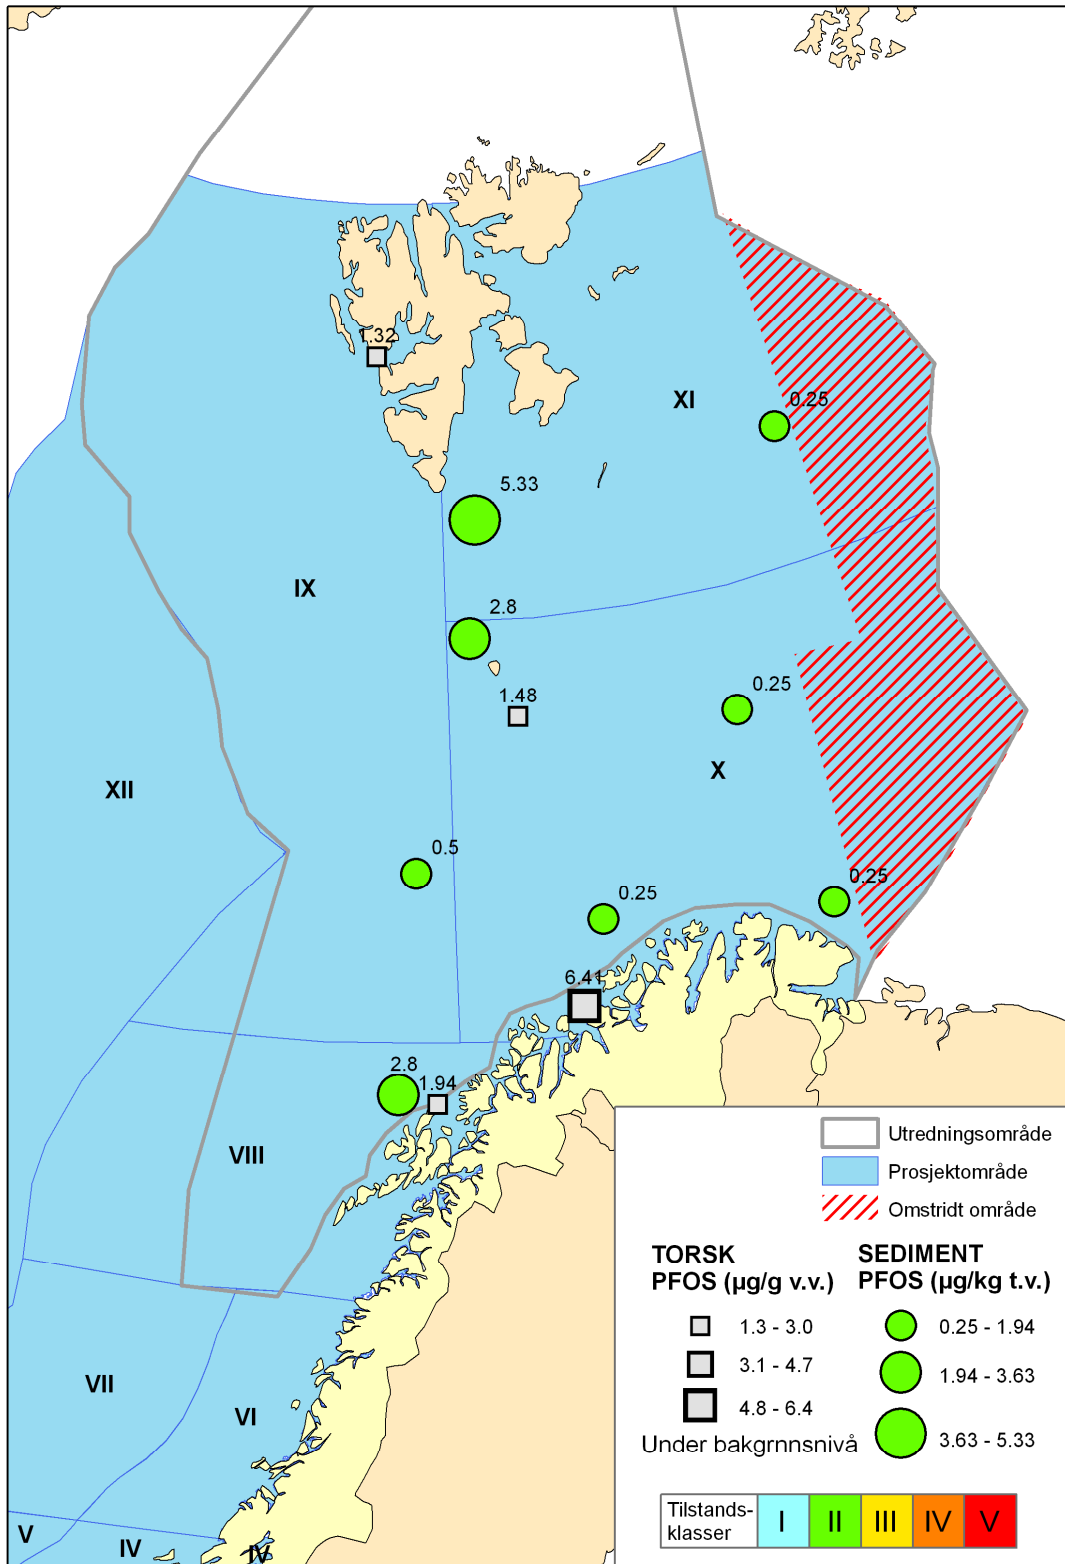 1.32
XI
0.25
5.33
IX
2.8
1.48
0.25
X
XII
0.5
0.25
0.25
6.41
2.8
1.94
VIII
VII
VI
V
IV
IV
Utredningsområde
Prosjektområde
Omstridt område
TORSK
PFOS (µg/g v.v.)
1.3 - 3.0
3.1 - 4.7
4.8 - 6.4
Under bakgrnnsnivå
SEDIMENT
PFOS (µg/kg t.v.)
0.25 - 1.94
1.94 - 3.63
3.63 - 5.33
Tilstands-
klasser
I II III IV V